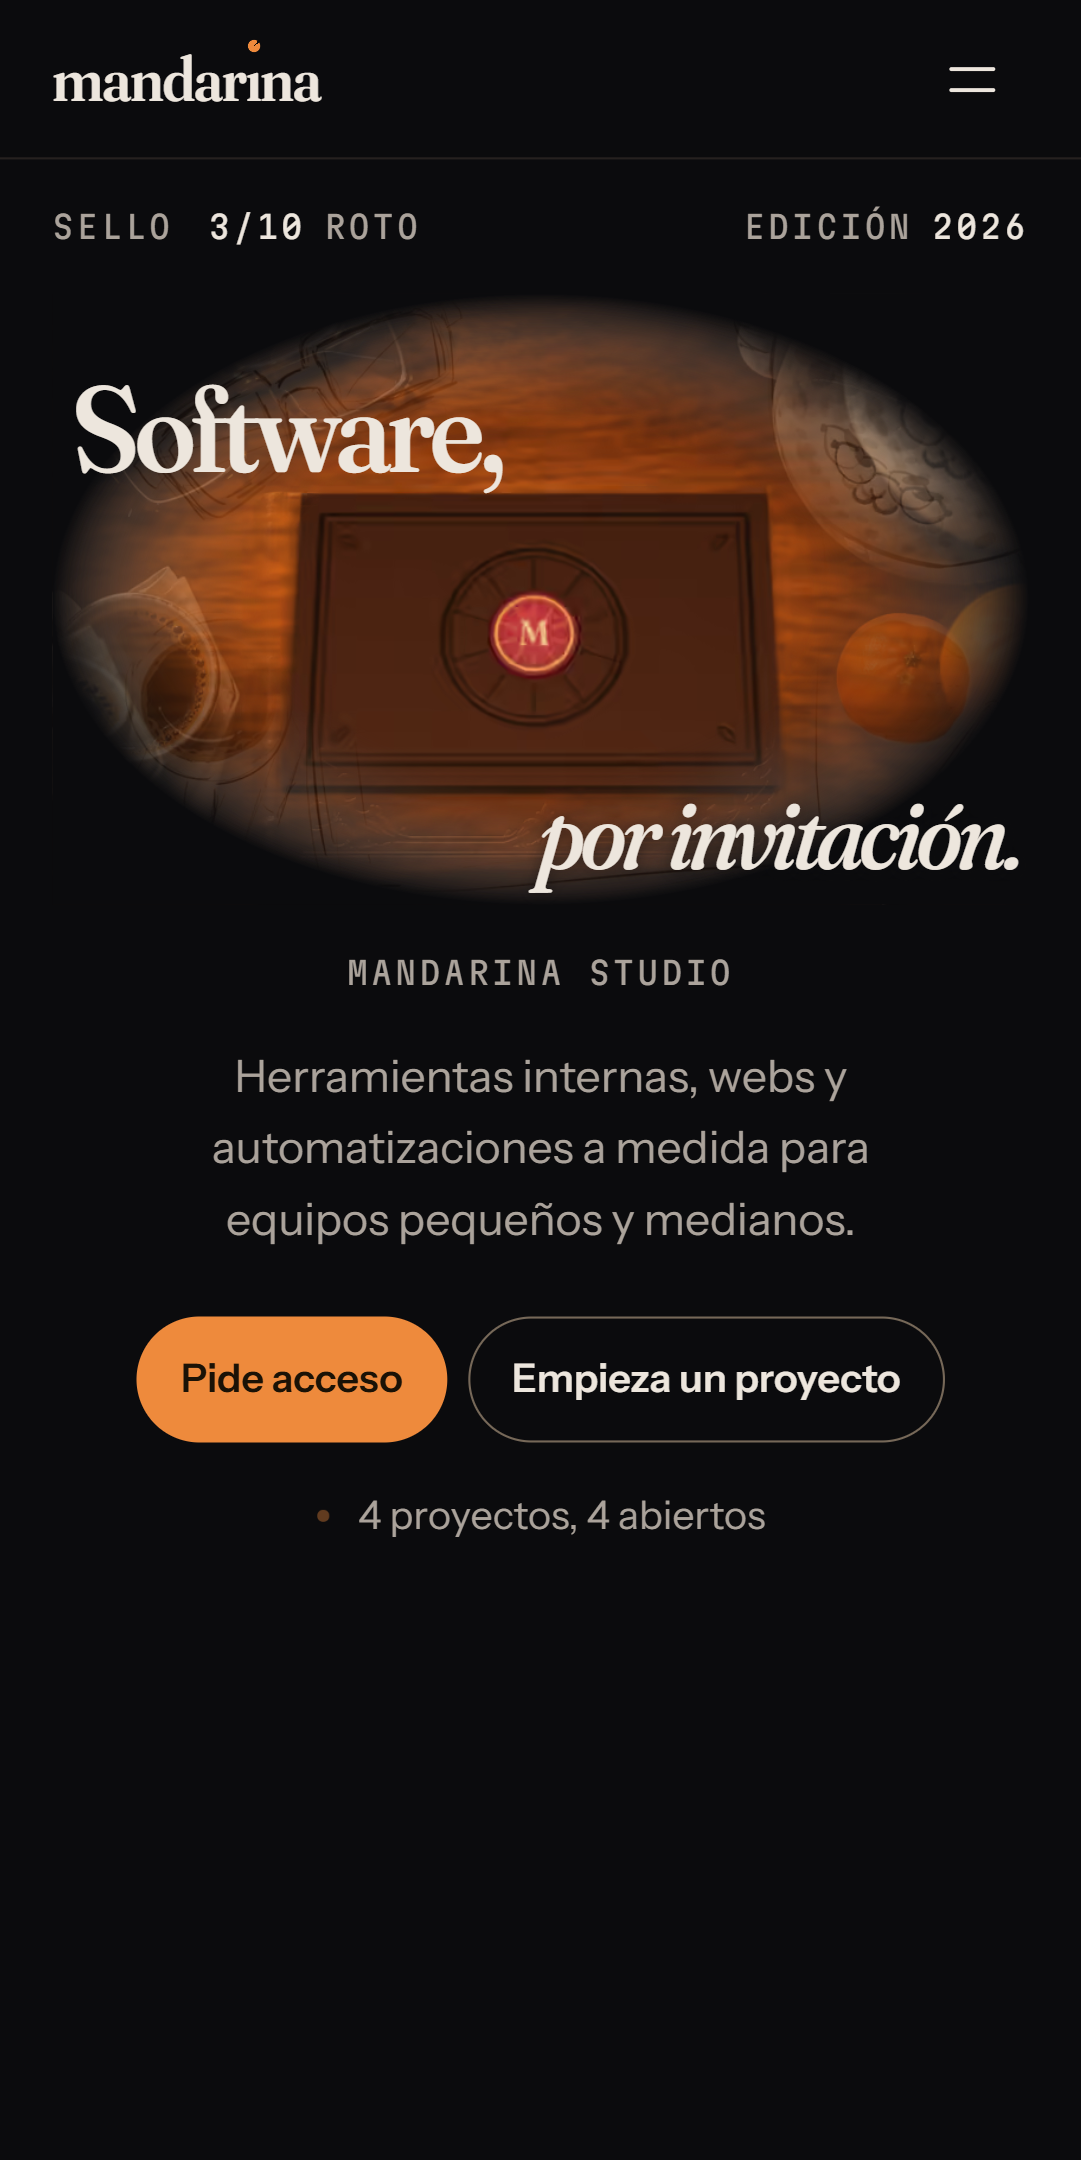 mandarina
SELLO 3/10 ROTO
EDICIÓN 2026
Software,
M
por invitación.
MANDARINA STUDIO
Herramientas internas, webs y
automatizaciones a medida para
equipos pequeños y medianos.
Pide acceso
Empieza un proyecto
4 proyectos, 4 abiertos